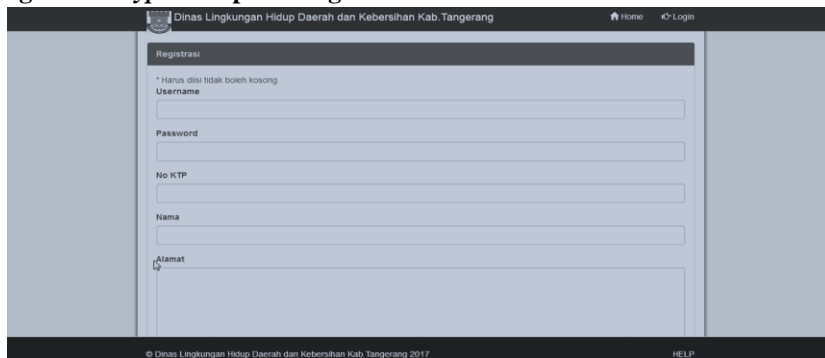 Dinas Lingkungan Hidup Daerah dan Kebersihan Kab.Tangerang
Home Login
Registrasi
* Harus diisi tidak boleh kosong
Username
Password
No KTP
Nama
Alamat
© Dinas Lingkungan Hidup Daerah dan Kebersihan Kab.Tangerang 2017
HELP